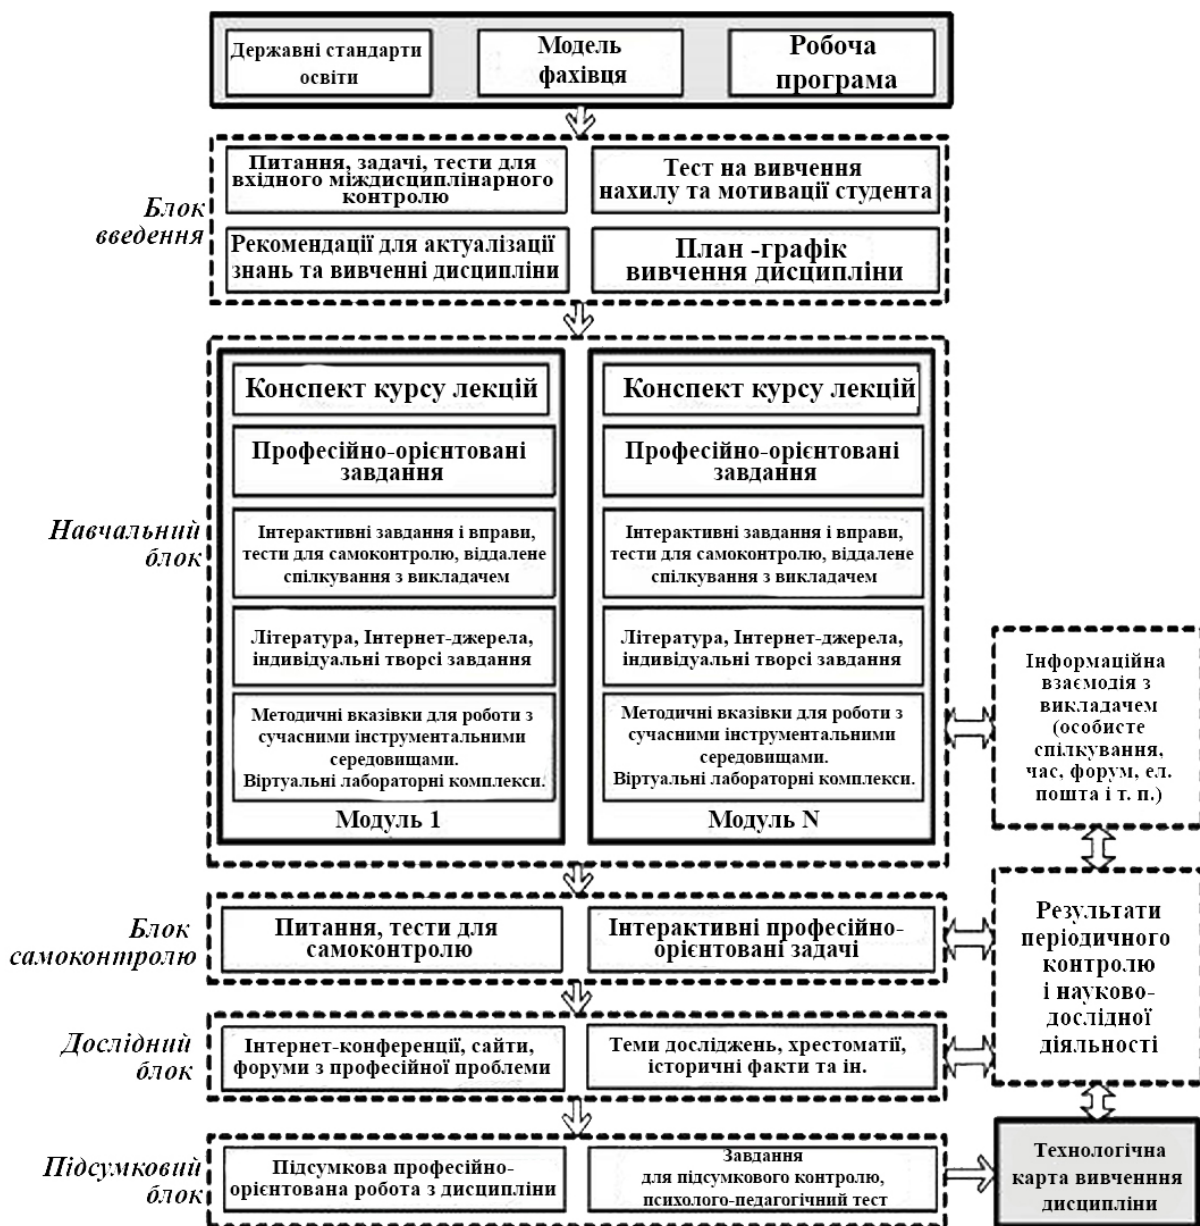 Державні стандарти
освіти
Модель
фахівця
Робоча
програма
Блок
введення
Питання, задачі, тести для
вхідного міждисциплінарного
контролю
Тест на вивчення
нахилу та мотивації студента
Рекомендації для актуалізації
знань та вивченні дисципліни
План -графік
вивчення дисципліни
Навчальний
блок
Конспект курсу лекцій
Професійно-орієнтовані
завдання
Інтерактивні завдання і вправи,
тести для самоконтролю, віддалене
спілкування з викладачем
Література, Інтернет-джерела,
індивідуальні творсі завдання
Методичні вказівки для роботи з
сучасними інструментальними
середовищами.
Віртуальні лабораторні комплекси.
Модуль 1
Конспект курсу лекцій
Професійно-орієнтовані
завдання
Інтерактивні завдання і вправи,
тести для самоконтролю, віддалене
спілкування з викладачем
Література, Інтернет-джерела,
індивідуальні творсі завдання
Методичні вказівки для роботи з
сучасними інструментальними
середовищами.
Віртуальні лабораторні комплекси.
Модуль N
Інформаційна
взаємодія з
викладачем
(особисте
спілкування,
час, форум, ел.
пошта і т. п.)
Блок
самоконтролю
Питання, тести для
самоконтролю
Інтерактивні професійно-
орієнтовані задачі
Результати
періодичного
контролю
і науково-
дослідної
діяльності
Дослідний
блок
Інтернет-конференції, сайти,
форуми з професійної проблеми
Теми досліджень, хрестоматії,
історичні факти та ін.
Підсумковий
блок
Підсумкова професійно-
орієнтована робота з дисципліни
Завдання
для підсумкового контролю,
психолого-педагогічний тест
Технологічна
карта вивченння
дисципліни